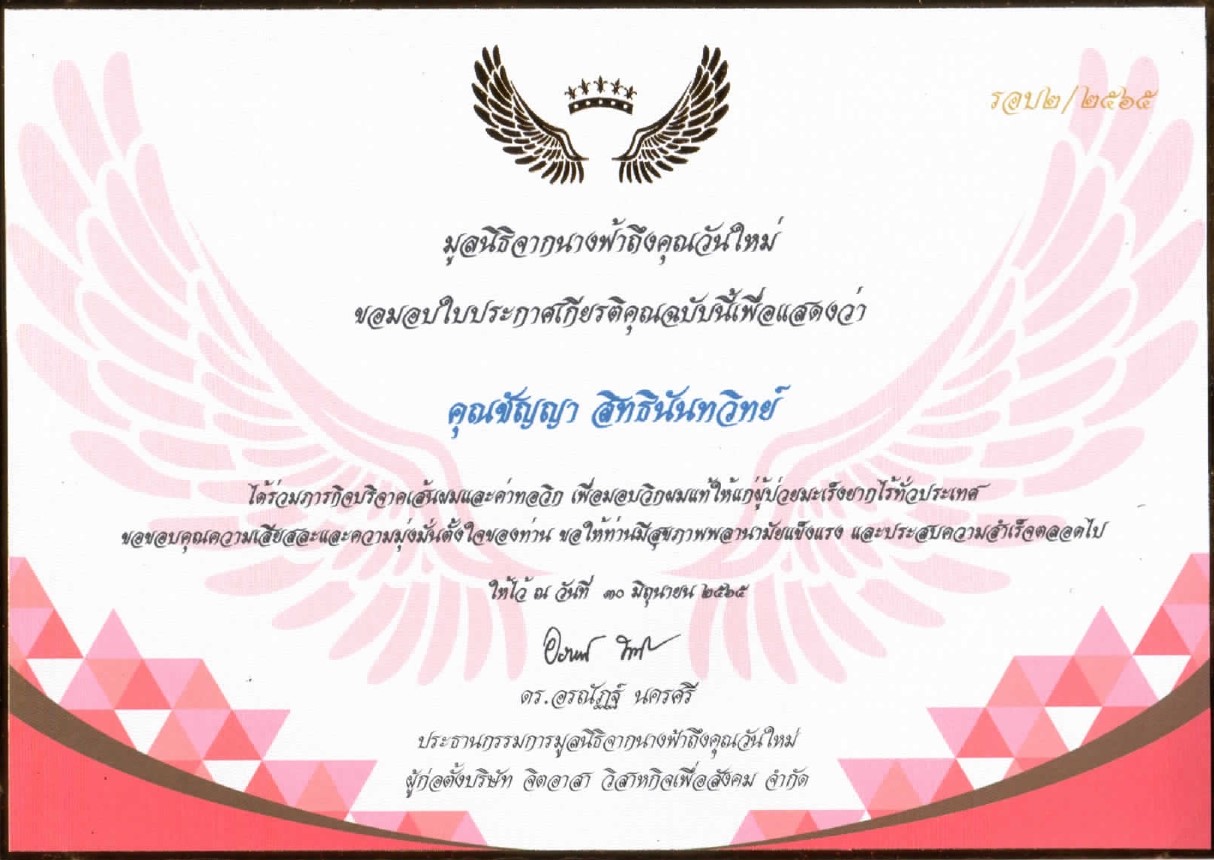 รอบ๒/๒๕๖๕
มูลนิธิจากนางฟ้าถึงคุณวันใหม่
ขอมอบใบประกาศเกียรติคุณฉบับนี้เพื่อแสดงว่า
คุณชัญญา สิทธินันทวิทย์
ได้ร่วมภารกิจบริจาคเส้นผมและค่าทอวิก เพื่อมอบวิกผมแท้ให้แก่ผู้ป่วยมะเร็งยากไร้ทั่วประเทศ
ขอขอบคุณความเสียสละและความมุ่งมั่นตั้งใจของท่าน ขอให้ท่านมีสุขภาพพลานามัยแข็งแรง และประสบความสำเร็จตลอดไป
ให้ไว้ ณ วันที่ ๓๐ มิถุนายน ๒๕๖๕
ดร.อรณัฏฐ์ นครศรี
ประธานกรรมการมูลนิธิจากนางฟ้าถึงคุณวันใหม่
ผู้ก่อตั้งบริษัท จิตอาสา วิสาหกิจเพื่อสังคม จำกัด